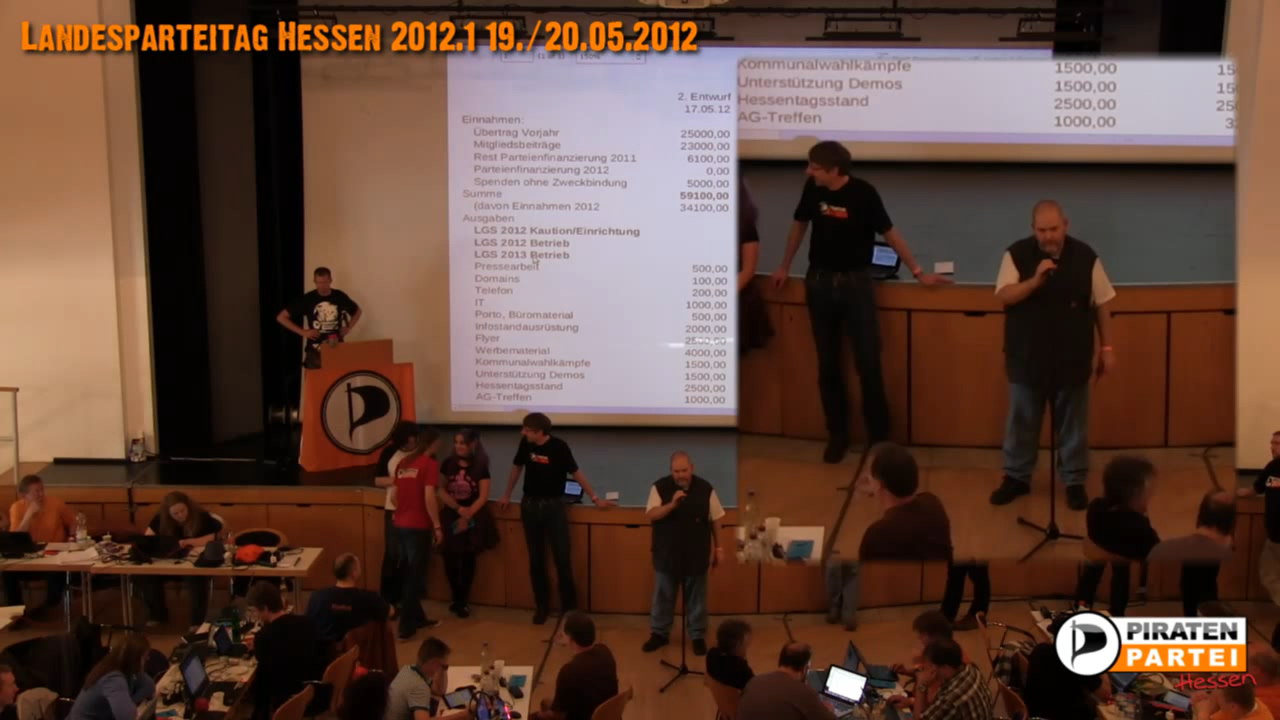 Landesparteitag Hessen 2012.1 19./20.05.2012
2. Entwurf
17.05.12
Einnahmen:
Übertrag Vorjahr 25000,00
Mitgliedsbeiträge 23000,00
Rest Parteienfinanzierung 2011 6100,00
Parteienfinanzierung 2012 0,00
Spenden ohne Zweckbindung 5000,00
Summe 59100,00
(davon Einnahmen 2012 34100,00
Ausgaben
LGS 2012 Kaution/Einrichtung
LGS 2012 Betrieb
LGS 2013 Betrieb
Pressearbeit 500,00
Domains 100,00
Telefon 200,00
IT 1000,00
Porto, Büromaterial 500,00
Infostandausrüstung 2000,00
Flyer 2500,00
Werbematerial 4000,00
Kommunalwahlkämpfe 1500,00
Unterstützung Demos 1500,00
Hessentagsstand 2500,00
AG-Treffen 1000,00
Kommunalwahlkämpfe 1500,00 15
Unterstützung Demos 1500,00 15
Hessentagsstand 2500,00 25
AG-Treffen 1000,00
PIRATEN
PARTEI
Hessen